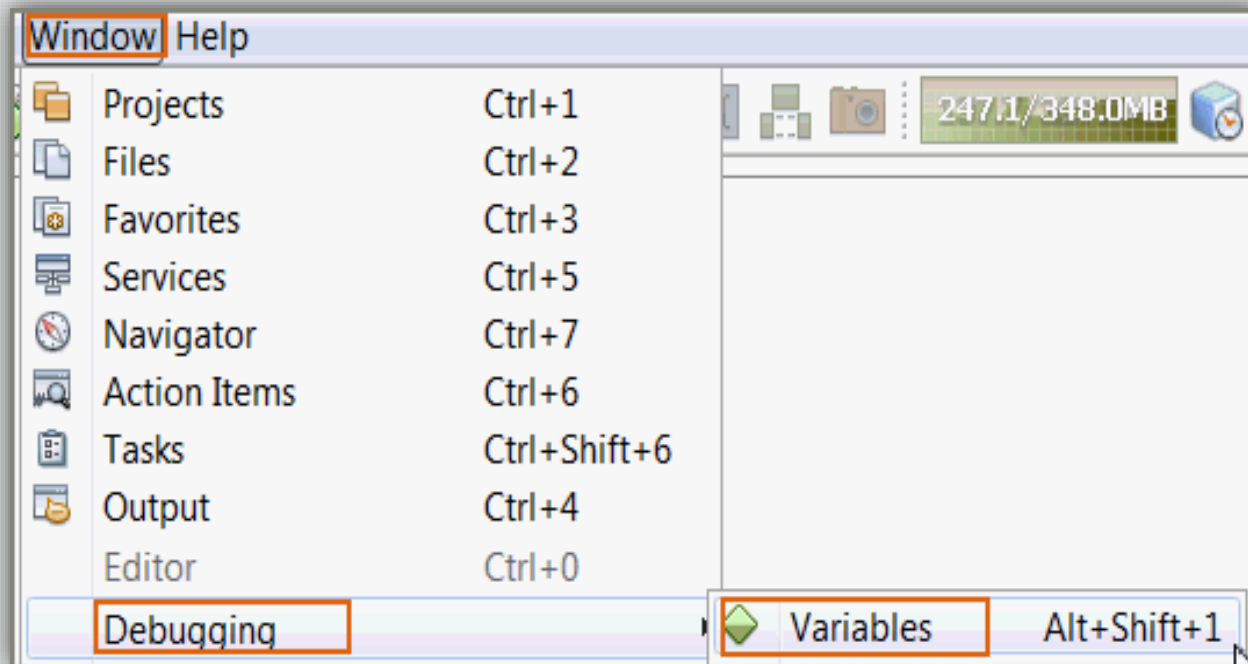 Window Help
Projects Ctrl+1
247.1/348.0MB
Files Ctrl+2
Favorites Ctrl+3
Services Ctrl+5
Navigator Ctrl+7
Action Items Ctrl+6
Tasks Ctrl+Shift+6
Output Ctrl+4
Editor Ctrl+0
Debugging
Variables Alt+Shift+1